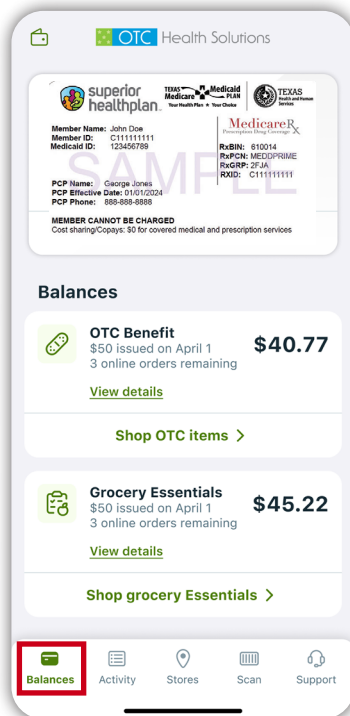 OTC Health Solutions
superior healthplan
TEXAS Medicare Medicaid PLAN
Your Health Plan ★ Your Choice
TEXAS
Health and Human Services
Member Name: John Doe
Member ID: C111111111
Medicaid ID: 123456789
MedicareRx
Prescription Drug Coverage
RxBIN: 610014
RxPCN: MEDDPRIME
RxGRP: 2FJA
RXID: C111111111
SAMPLE
PCP Name: George Jones
PCP Effective Date: 01/01/2024
PCP Phone: 888-888-8888
MEMBER CANNOT BE CHARGED
Cost sharing/Copays: $0 for covered medical and prescription services
Balances
OTC Benefit
$50 issued on April 1
3 online orders remaining
$40.77
View details
Shop OTC items >
Grocery Essentials
$50 issued on April 1
3 online orders remaining
$45.22
View details
Shop grocery Essentials >
Balances
Activity
Stores
Scan
Support